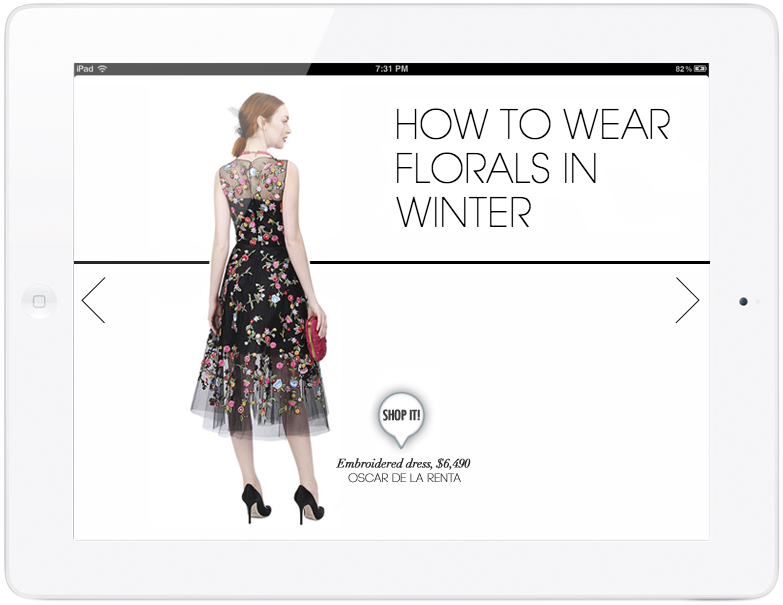 iPad 7:31 PM 82%
HOW TO WEAR
FLORALS IN
WINTER
SHOP IT!
Embroidered dress, $6,490
OSCAR DE LA RENTA